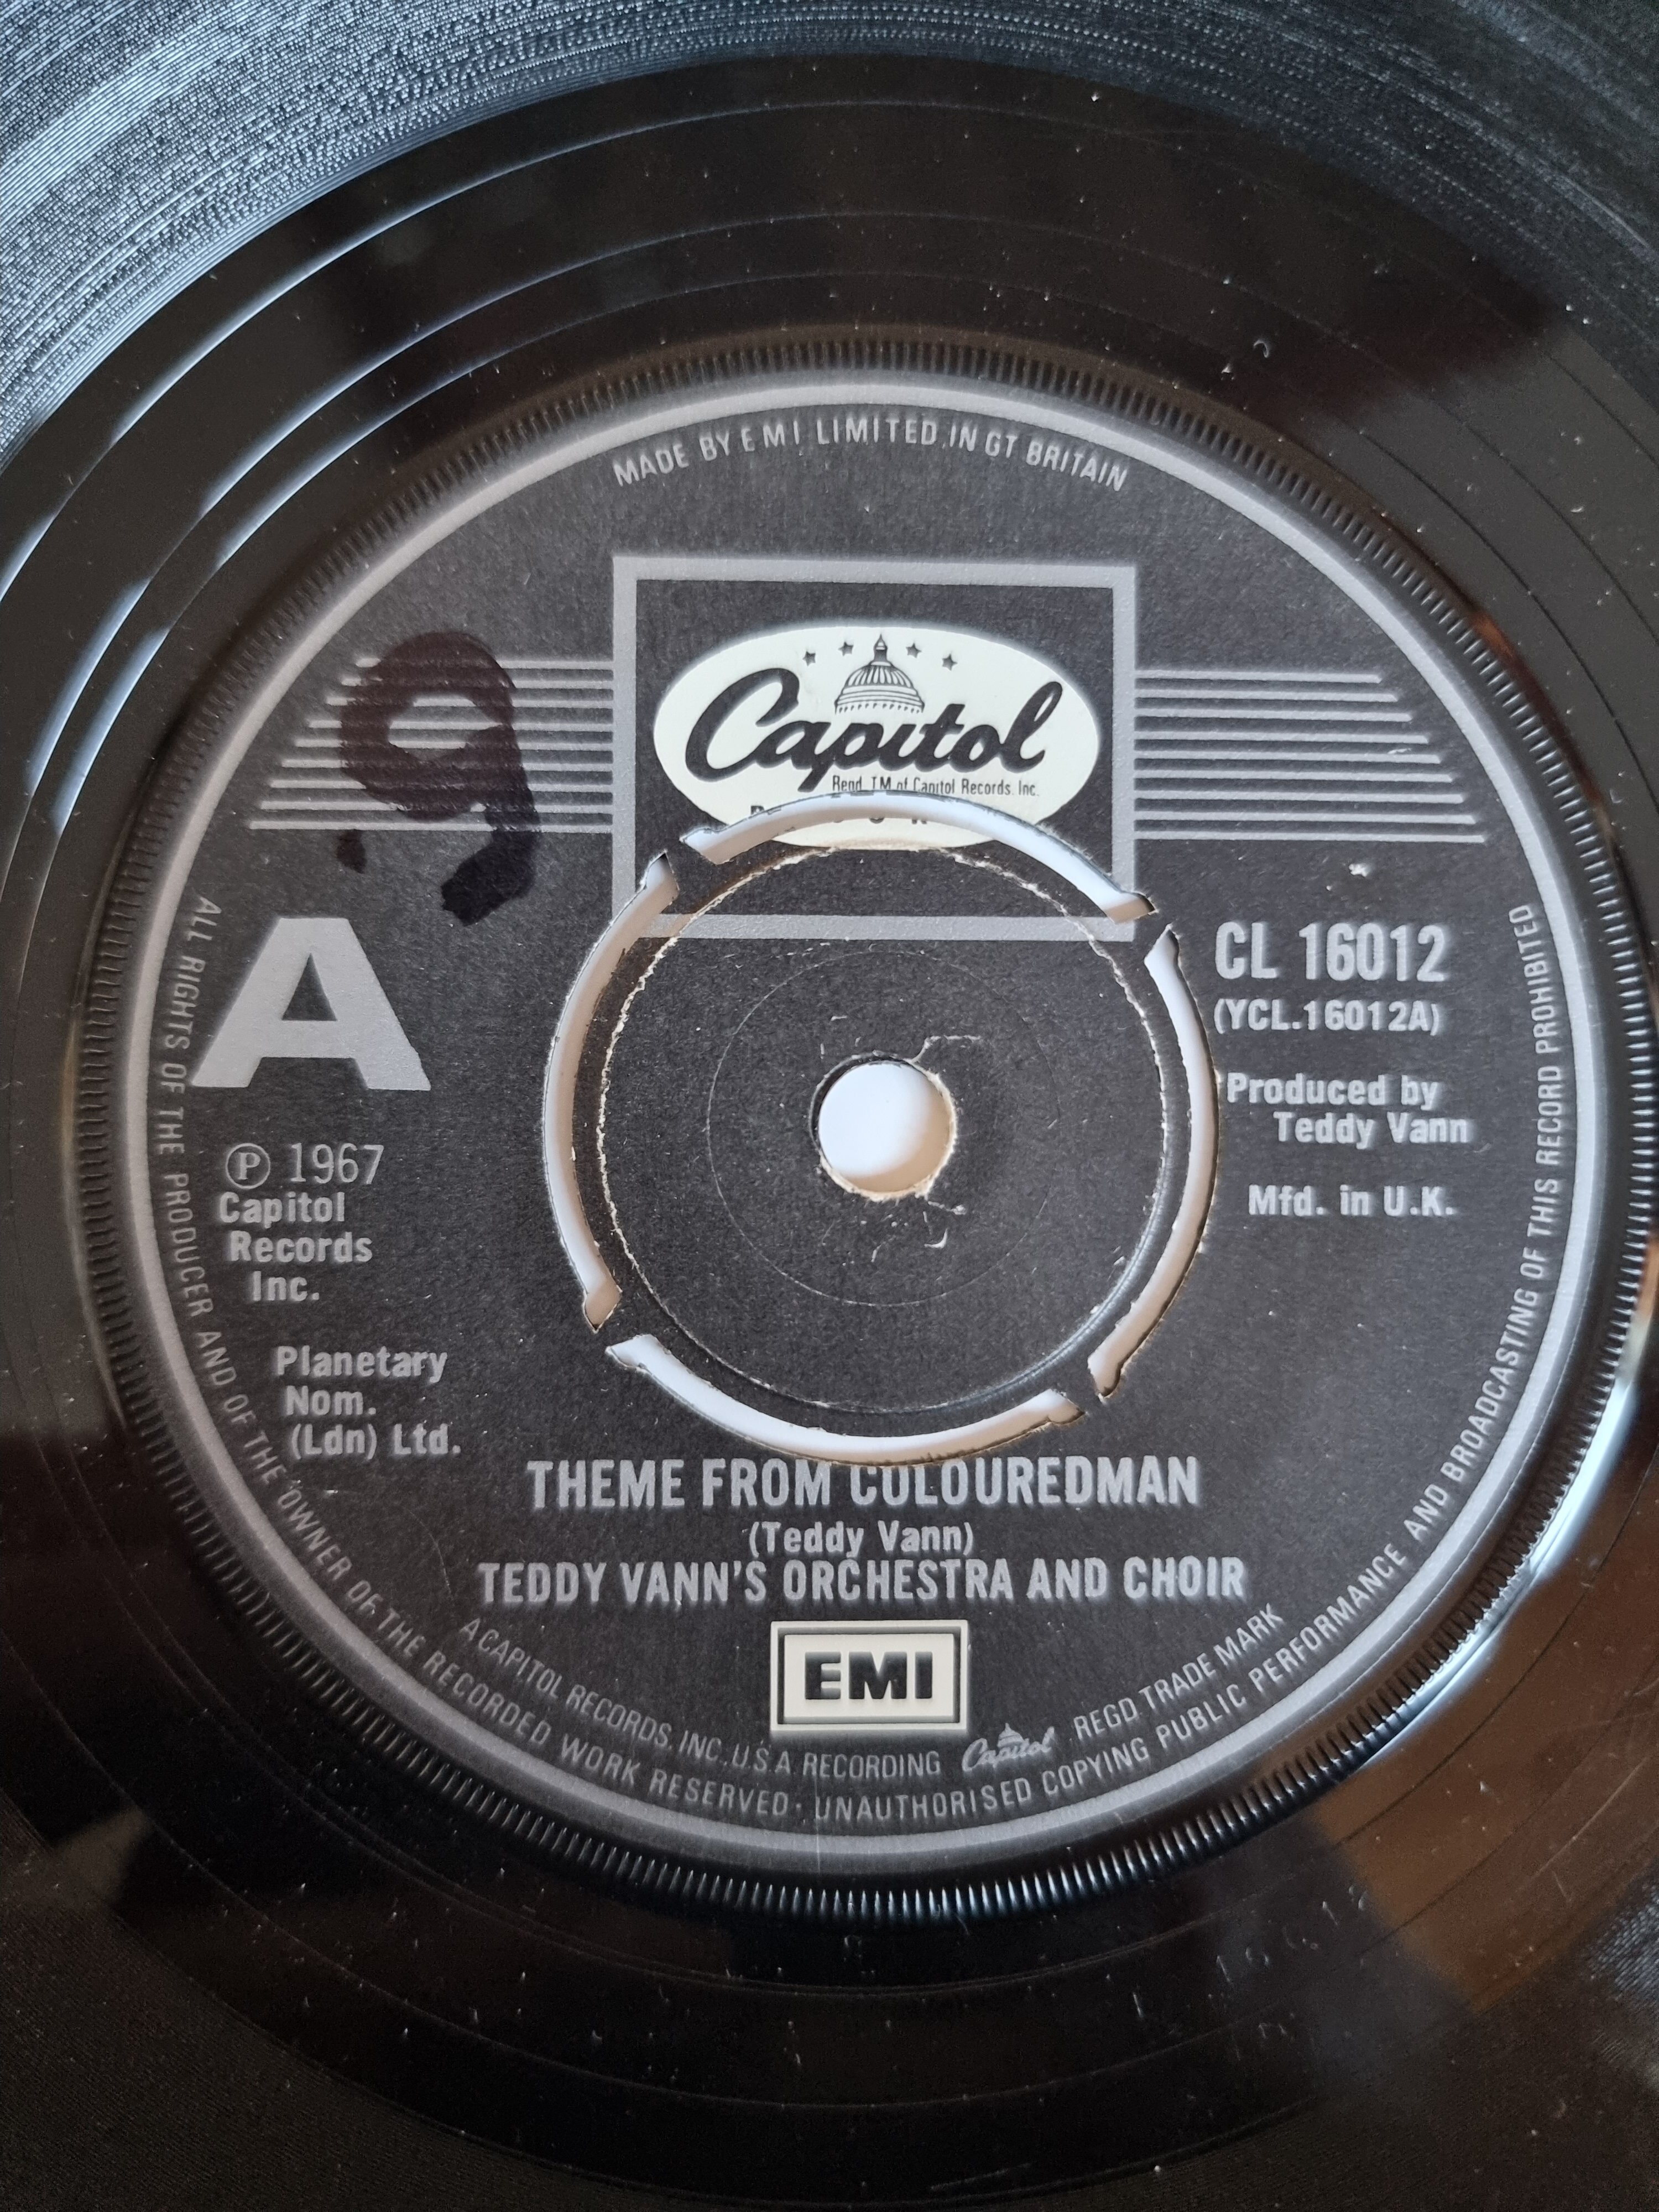 MADE BY EMI LIMITED IN GT BRITAIN
Capitol
Regd. T.M. of Capitol Records. Inc.
9
A
CL 16012
(YCL.16012A)
Produced by
Teddy Vann
Mfd. in U.K.
Ⓟ 1967
Capitol
Records
Inc.
Planetary
Nom.
(Ldn) Ltd.
THEME FROM COLOUREDMAN
(Teddy Vann)
TEDDY VANN'S ORCHESTRA AND CHOIR
EMI
A CAPITOL RECORDS. INC. U.S.A RECORDING Capitol REGD TRADE MARK
ALL RIGHTS OF THE PRODUCER AND OF THE OWNER OF THE RECORDED WORK RESERVED · UNAUTHORISED COPYING PUBLIC PERFORMANCE AND BROADCASTING OF THIS RECORD PROHIBITED